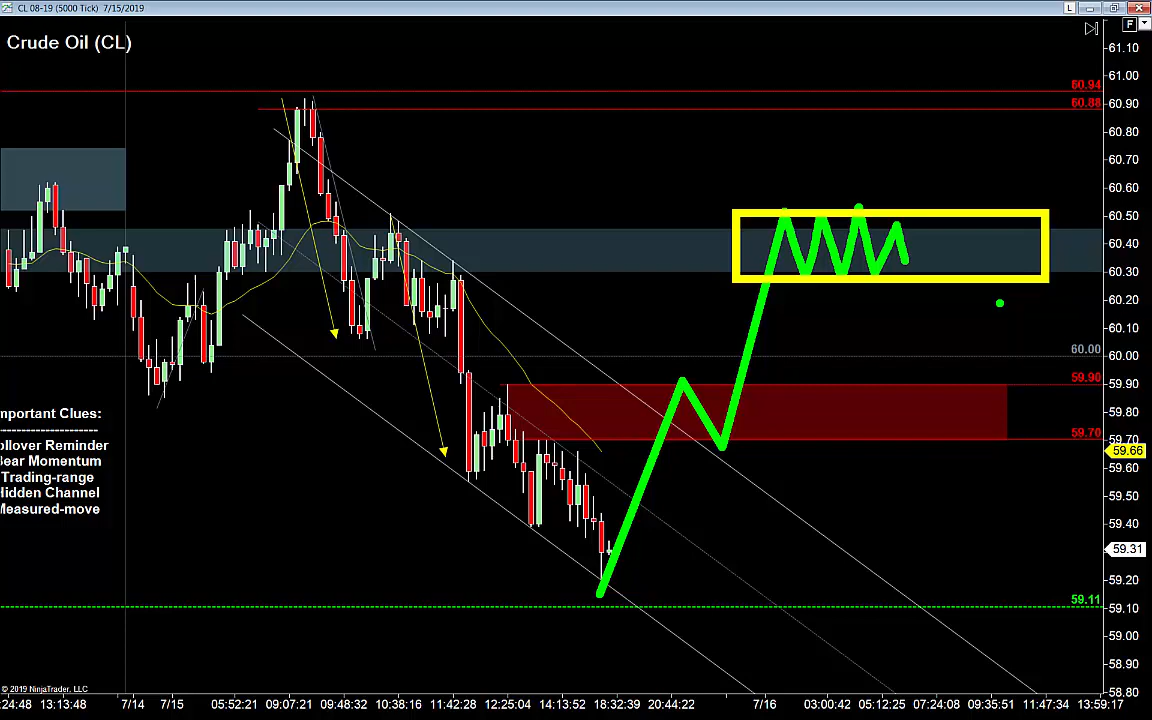 CL 08-19 (5000 Tick) 7/15/2019
L
F
Crude Oil (CL)
61.10
61.00
60.94
60.90
60.88
60.80
60.70
60.60
60.50
60.40
60.30
60.20
60.10
60.00
60.00
59.90
59.90
59.80
59.70
59.70
59.66
59.60
59.50
59.40
59.31
59.20
59.11
59.10
59.00
58.90
58.80
mportant Clues:
---------------------
ollover Reminder
ear Momentum
Trading-range
idden Channel
easured-move
© 2019 NinjaTrader, LLC
:24:48 13:13:48 7/14 7/15 05:52:21 09:07:21 09:48:32 10:38:16 11:42:28 12:25:04 14:13:52 18:32:39 20:44:22 7/16 03:00:42 05:12:25 07:24:08 09:35:51 11:47:34 13:59:17